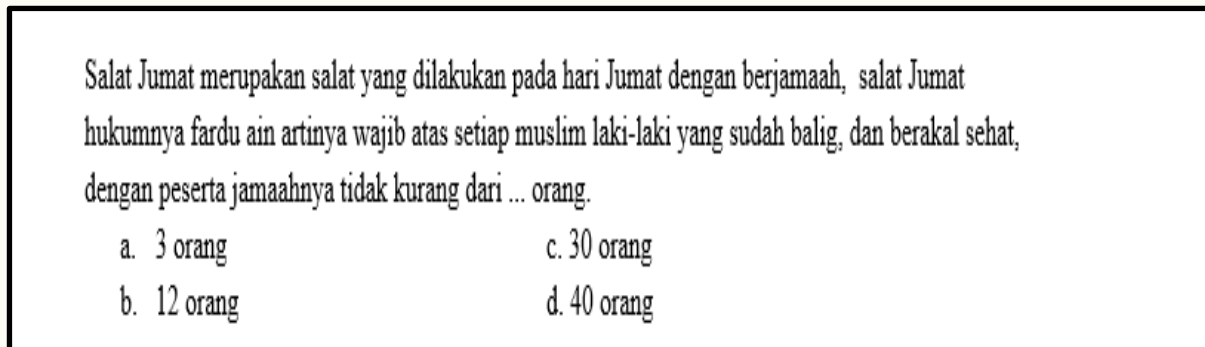 Salat Jumat merupakan salat yang dilakukan pada hari Jumat dengan berjamaah, salat Jumat
hukumnya fardu ain artinya wajib atas setiap muslim laki-laki yang sudah balig, dan berakal sehat,
dengan peserta jamaahnya tidak kurang dari ... orang.
a. 3 orang c. 30 orang
b. 12 orang d. 40 orang